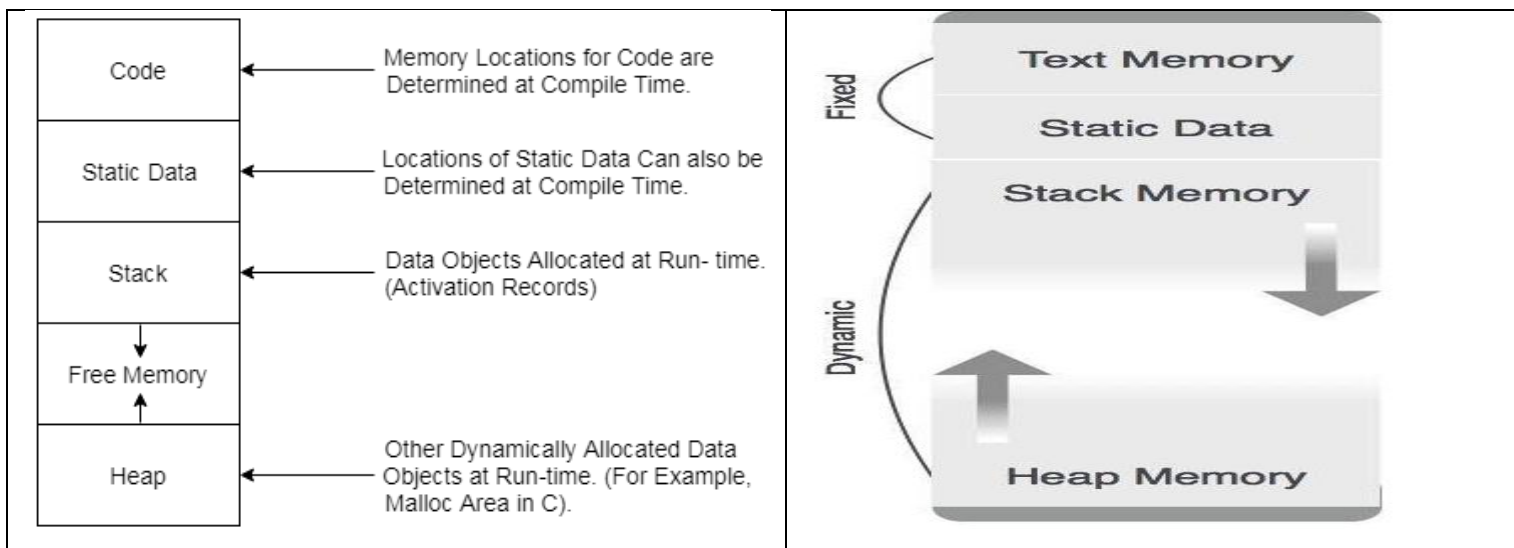 Code
Memory Locations for Code are
Determined at Compile Time.
Static Data
Locations of Static Data Can also be
Determined at Compile Time.
Stack
Data Objects Allocated at Run- time.
(Activation Records)
Free Memory
Heap
Other Dynamically Allocated Data
Objects at Run-time. (For Example,
Malloc Area in C).
Fixed
Text Memory
Static Data
Dynamic
Stack Memory
Heap Memory